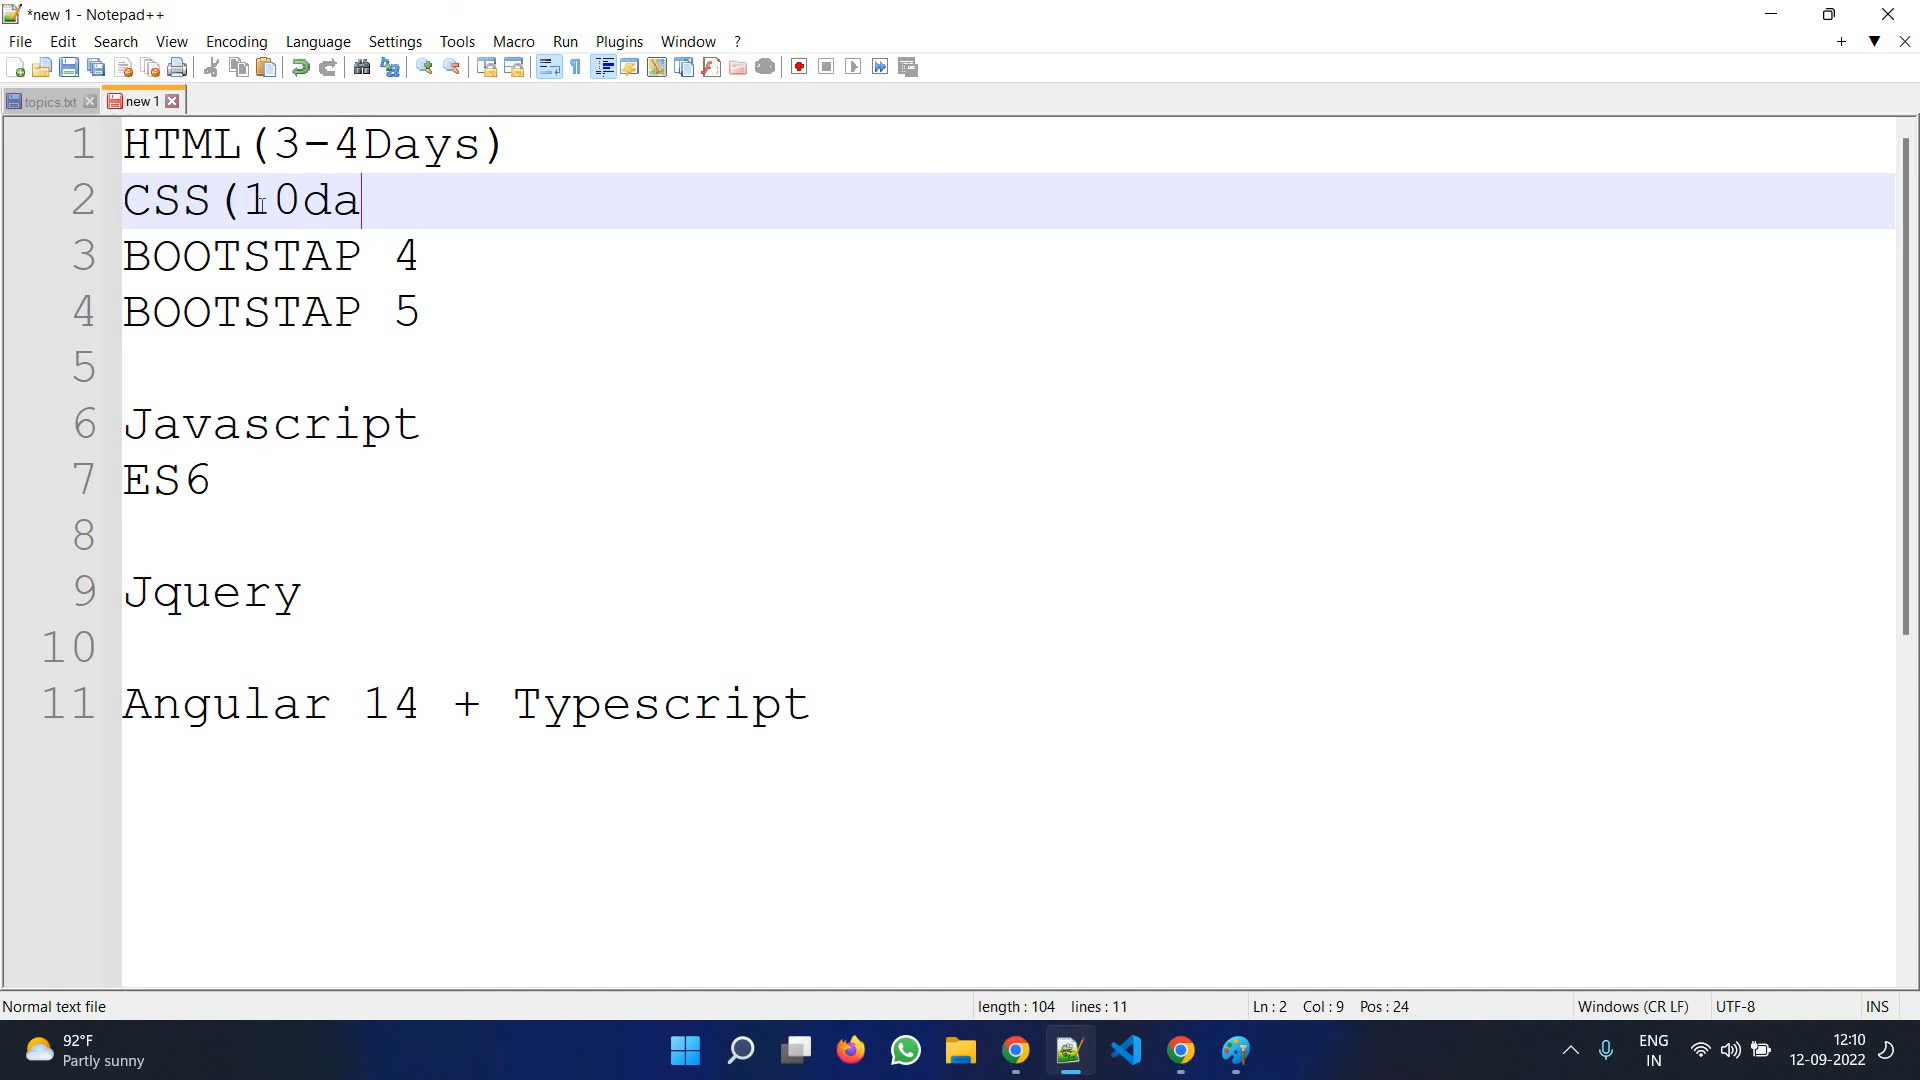 *new 1 - Notepad++
File Edit Search View Encoding Language Settings Tools Macro Run Plugins Window ?
topics.txt new 1
1 HTML(3-4Days)
2 CSS(10da
3 BOOTSTAP 4
4 BOOTSTAP 5
5
6 Javascript
7 ES6
8
9 Jquery
10
11 Angular 14 + Typescript
Normal text file length : 104 lines : 11 Ln : 2 Col : 9 Pos : 24 Windows (CR LF) UTF-8 INS
92°F
Partly sunny
ENG
IN
12:10
12-09-2022